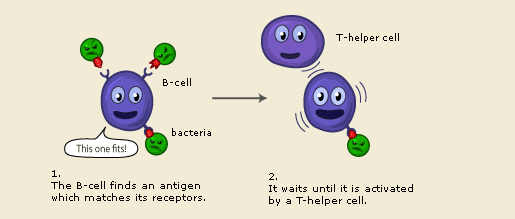 T-helper cell
B-cell
bacteria
This one fits!
1.
The B-cell finds an antigen
which matches its receptors.
2.
It waits until it is activated
by a T-helper cell.